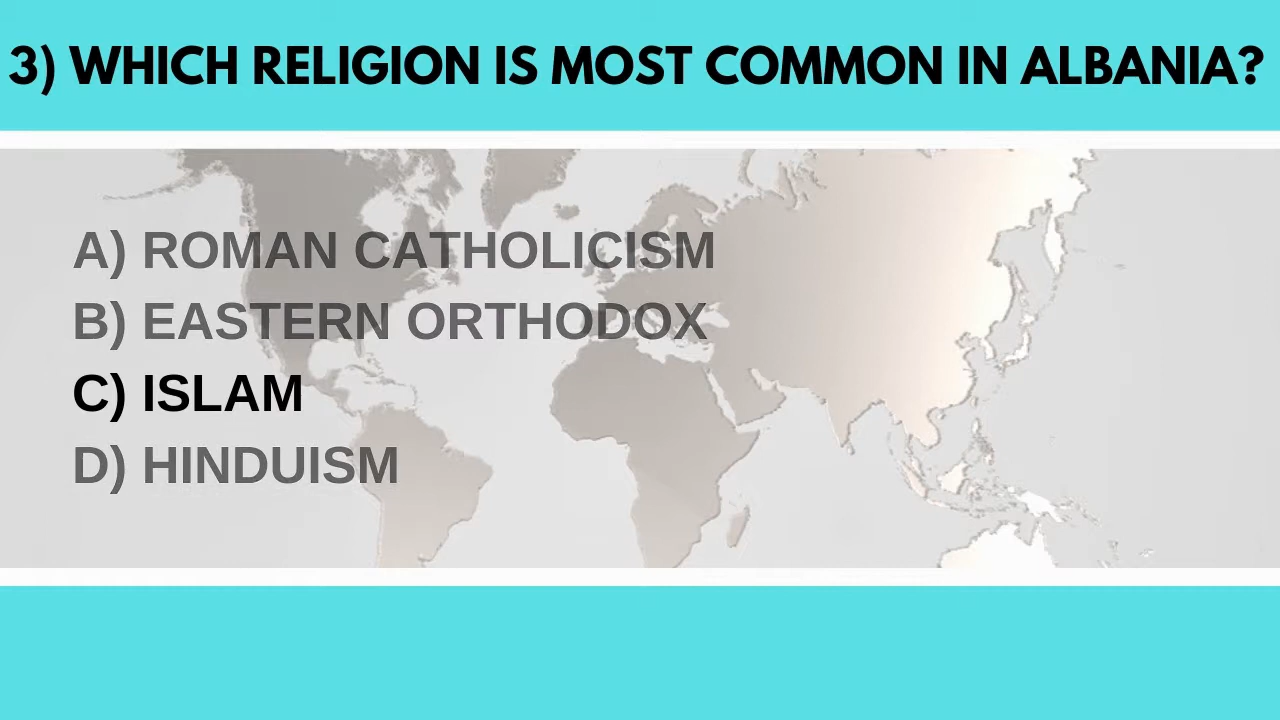 3) WHICH RELIGION IS MOST COMMON IN ALBANIA?
A) ROMAN CATHOLICISM
B) EASTERN ORTHODOX
C) ISLAM
D) HINDUISM